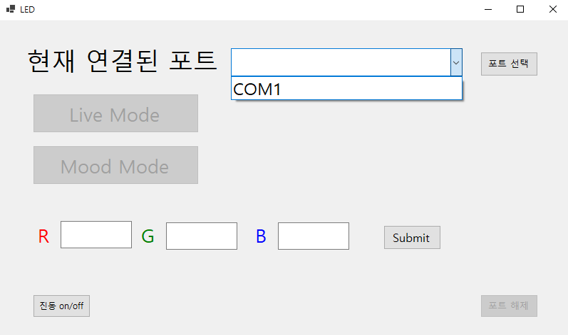 LED
현재 연결된 포트
포트 선택
COM1
Live Mode
Mood Mode
R G B Submit
진동 on/off
포트 해제